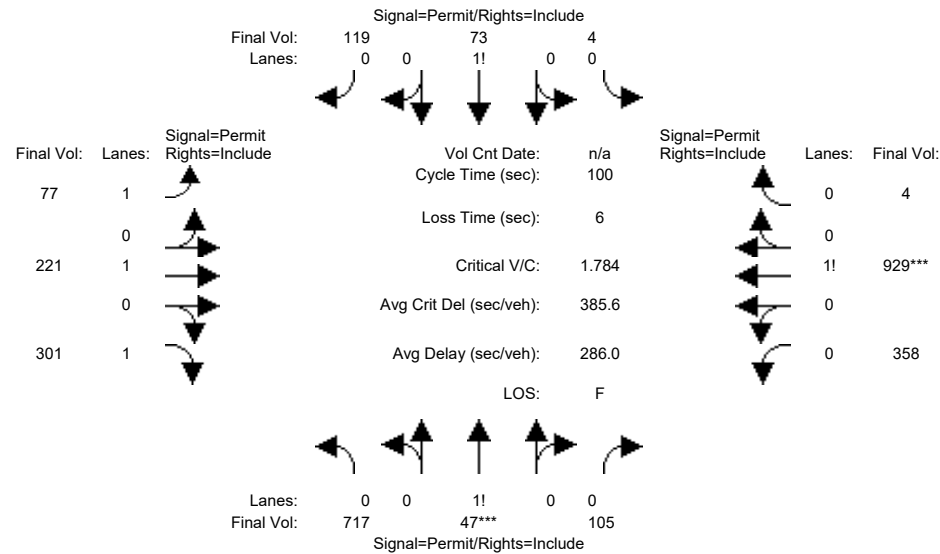 Signal=Permit/Rights=Include
Final Vol: 119 73 4
Lanes: 0 0 1! 0 0
Signal=Permit Signal=Permit
Final Vol: Lanes: Rights=Include Vol Cnt Date: n/a Rights=Include Lanes: Final Vol:
Cycle Time (sec): 100
77 1 0 4
Loss Time (sec): 6
0 0
221 1 Critical V/C: 1.784 1! 929***
0 Avg Crit Del (sec/veh): 385.6 0
301 1 Avg Delay (sec/veh): 286.0 0 358
LOS: F
Lanes: 0 0 1! 0 0
Final Vol: 717 47*** 105
Signal=Permit/Rights=Include